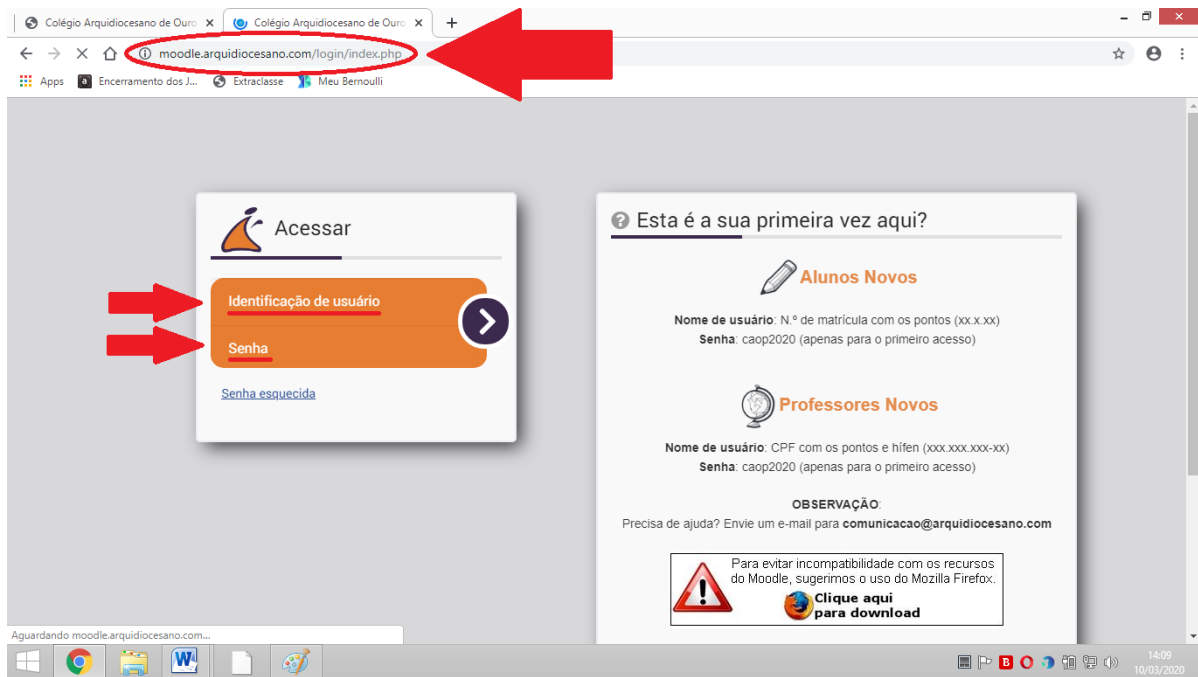 Colégio Arquidiocesano de Ouro
Colégio Arquidiocesano de Ouro
moodle.arquidiocesano.com/login/index.php
Apps
Encerramento dos J...
Extraclasse
Meu Bernoulli
Acessar
Identificação de usuário
Senha
Senha esquecida
Esta é a sua primeira vez aqui?
Alunos Novos
Nome de usuário: N.º de matrícula com os pontos (xx.x.xx)
Senha: caop2020 (apenas para o primeiro acesso)
Professores Novos
Nome de usuário: CPF com os pontos e hífen (xxx.xxx.xxx-xx)
Senha: caop2020 (apenas para o primeiro acesso)
OBSERVAÇÃO:
Precisa de ajuda? Envie um e-mail para comunicacao@arquidiocesano.com
Para evitar incompatibilidade com os recursos
do Moodle, sugerimos o uso do Mozilla Firefox.
Clique aqui
para download
Aguardando moodle.arquidiocesano.com...
14:09
10/03/2020